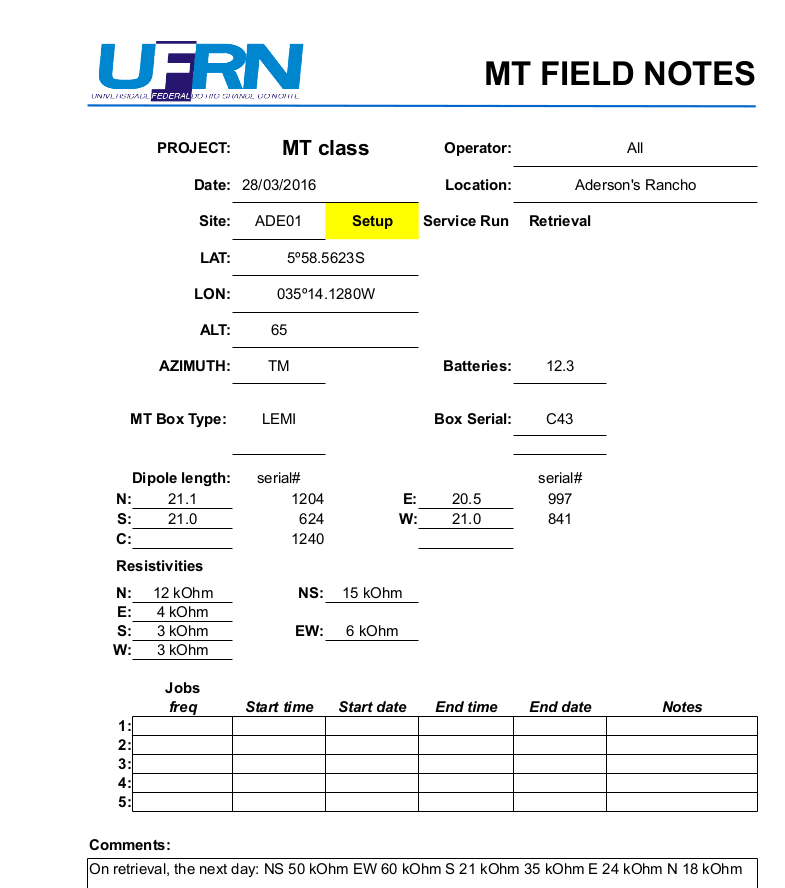 UFRN
UNIVERSIDADE FEDERAL DO RIO GRANDE DO NORTE
MT FIELD NOTES
PROJECT: MT class Operator: All
Date: 28/03/2016 Location: Aderson's Rancho
Site: ADE01 Setup Service Run Retrieval
LAT: 5º58.5623S
LON: 035º14.1280W
ALT: 65
AZIMUTH: TM Batteries: 12.3
MT Box Type: LEMI Box Serial: C43
Dipole length: serial# serial#
N: 21.1 1204 E: 20.5 997
S: 21.0 624 W: 21.0 841
C: 1240
Resistivities
N: 12 kOhm NS: 15 kOhm
E: 4 kOhm
S: 3 kOhm EW: 6 kOhm
W: 3 kOhm
Jobs
freq Start time Start date End time End date Notes
1:
2:
3:
4:
5:
Comments:
On retrieval, the next day: NS 50 kOhm EW 60 kOhm S 21 kOhm 35 kOhm E 24 kOhm N 18 kOhm